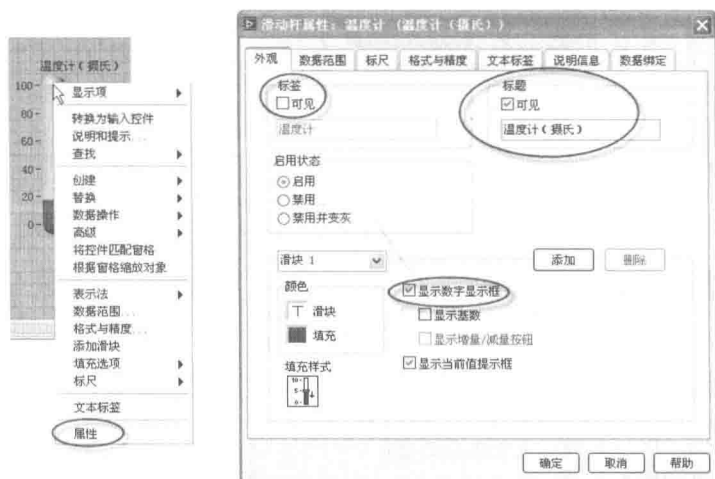 温度计(摄氏)
100
80
60
40
20
0
显示项
转换为输入控件
说明和提示...
查找
创建
替换
数据操作
高级
将控件匹配窗格
根据窗格缩放对象
表示法
数据范围...
格式与精度...
添加滑块
填充选项
标尺
文本标签
属性
滑动杆属性:温度计 (温度计(摄氏))
外观 数据范围 标尺 格式与精度 文本标签 说明信息 数据绑定
标签
可见
温度计
标题
可见
温度计(摄氏)
启用状态
启用
禁用
禁用并变灰
滑块 1
添加 删除
颜色
滑块
填充
填充样式
10
5
0
显示数字显示框
显示基数
显示增量/减量按钮
显示当前值提示框
确定 取消 帮助